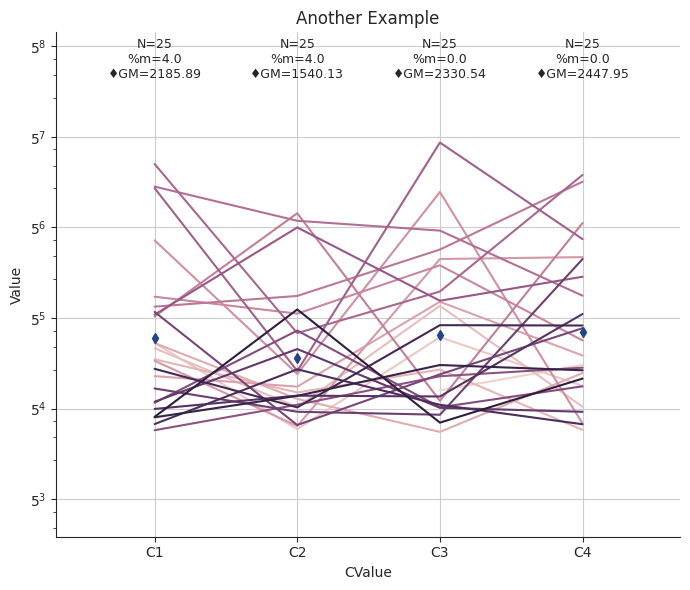 Another Example
N=25 N=25 N=25 N=25
%m=4.0 %m=4.0 %m=0.0 %m=0.0
♦GM=2185.89 ♦GM=1540.13 ♦GM=2330.54 ♦GM=2447.95
5⁸
5⁷
5⁶
5⁵
5⁴
5³
Value
C1 C2 C3 C4
CValue